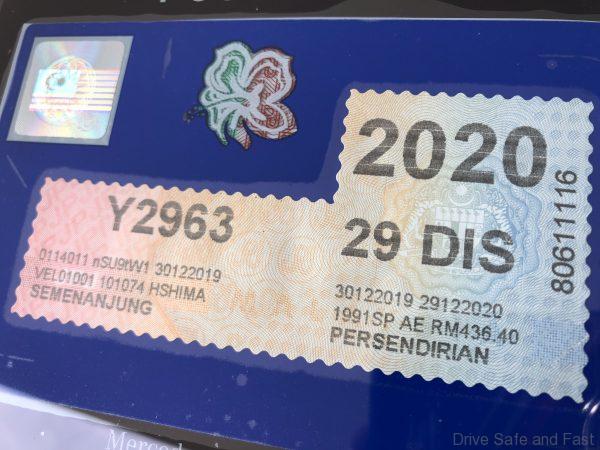 2020
29 DIS
30122019 29122020
1991SP AE RM436.40
PERSENDIRIAN
806111116
Y2963
0114011 nSU9tW1 30122019
VEL01001 101074 HSHIMA
SEMENANJUNG
Drive Safe and Fast